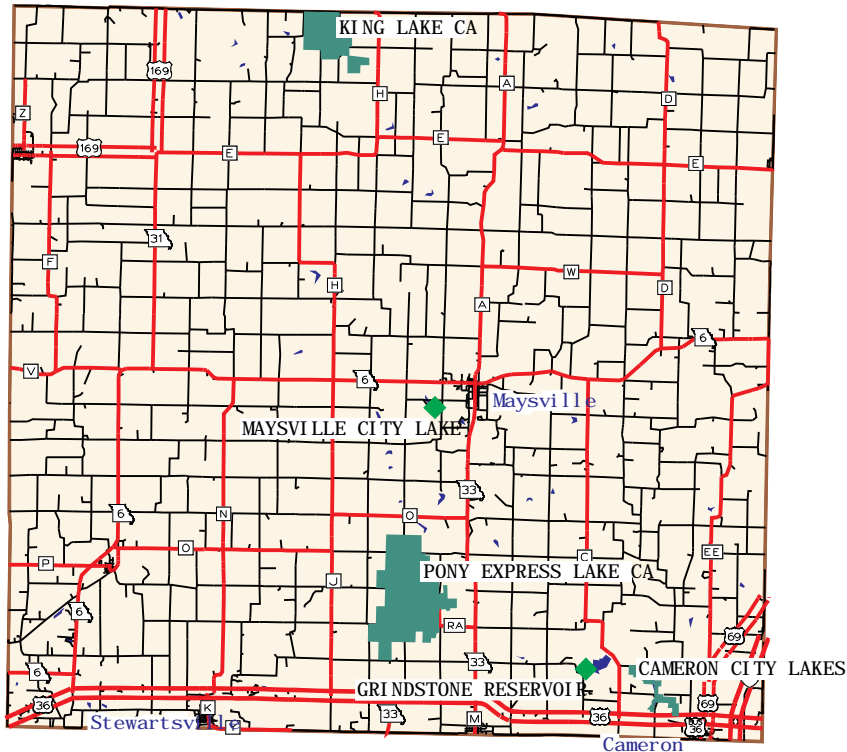 KING LAKE CA
169
H
A
D
Z
E
169
E
E
31
F
W
H
D
A
6
V
6
Maysville
MAYSVILLE CITY LAKE
33
6
N
O
O
C
EE
P
PONY EXPRESS LAKE CA
J
6
RA
69
33
6
CAMERON CITY LAKES
GRINDSTONE RESERVOIR
36
K
69
33
M
36
Stewartsville
Y
36
Cameron